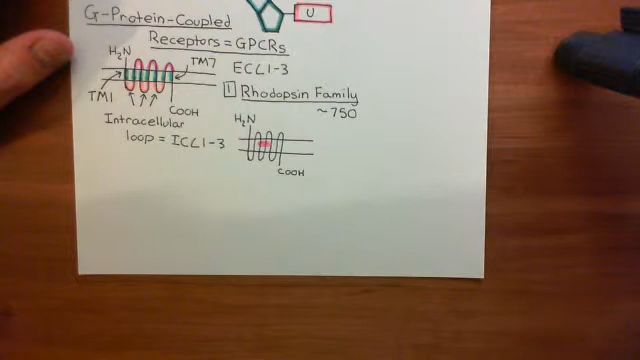 G-Protein-Coupled
U
Receptors = GPCRs
H₂N
TM7
ECL1-3
TM1
COOH
1 Rhodopsin Family
~750
Intracellular
loop = ICL1-3
H₂N
COOH